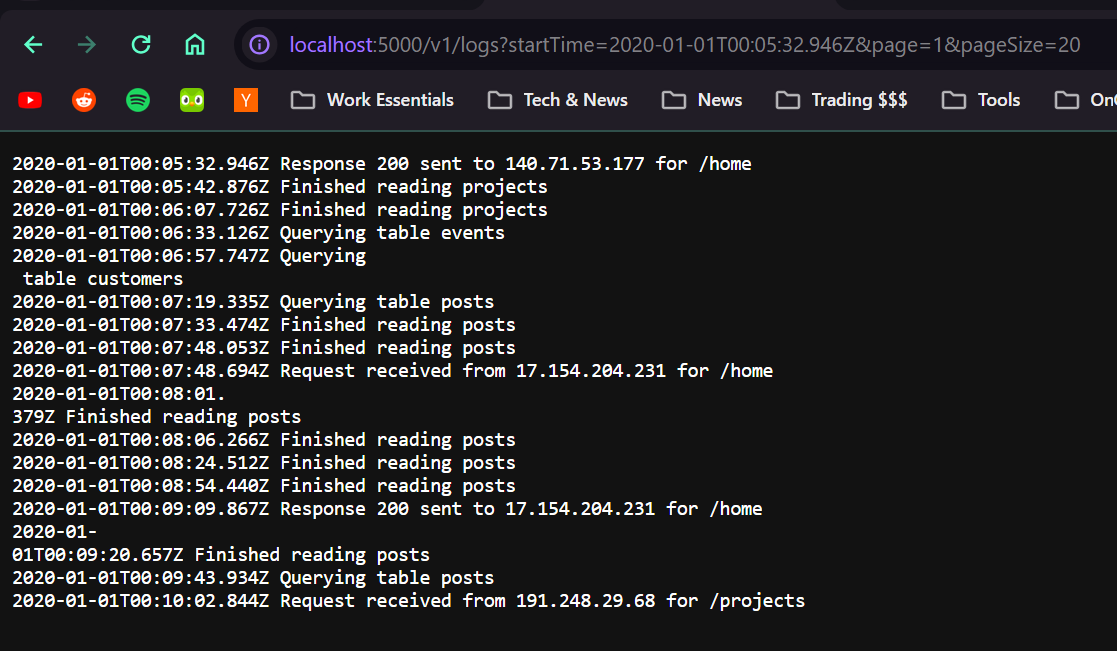 localhost:5000/v1/logs?startTime=2020-01-01T00:05:32.946Z&page=1&pageSize=20
Y Work Essentials Tech & News News Trading $$$ Tools On
2020-01-01T00:05:32.946Z Response 200 sent to 140.71.53.177 for /home
2020-01-01T00:05:42.876Z Finished reading projects
2020-01-01T00:06:07.726Z Finished reading projects
2020-01-01T00:06:33.126Z Querying table events
2020-01-01T00:06:57.747Z Querying
 table customers
2020-01-01T00:07:19.335Z Querying table posts
2020-01-01T00:07:33.474Z Finished reading posts
2020-01-01T00:07:48.053Z Finished reading posts
2020-01-01T00:07:48.694Z Request received from 17.154.204.231 for /home
2020-01-01T00:08:01.
379Z Finished reading posts
2020-01-01T00:08:06.266Z Finished reading posts
2020-01-01T00:08:24.512Z Finished reading posts
2020-01-01T00:08:54.440Z Finished reading posts
2020-01-01T00:09:09.867Z Response 200 sent to 17.154.204.231 for /home
2020-01-
01T00:09:20.657Z Finished reading posts
2020-01-01T00:09:43.934Z Querying table posts
2020-01-01T00:10:02.844Z Request received from 191.248.29.68 for /projects